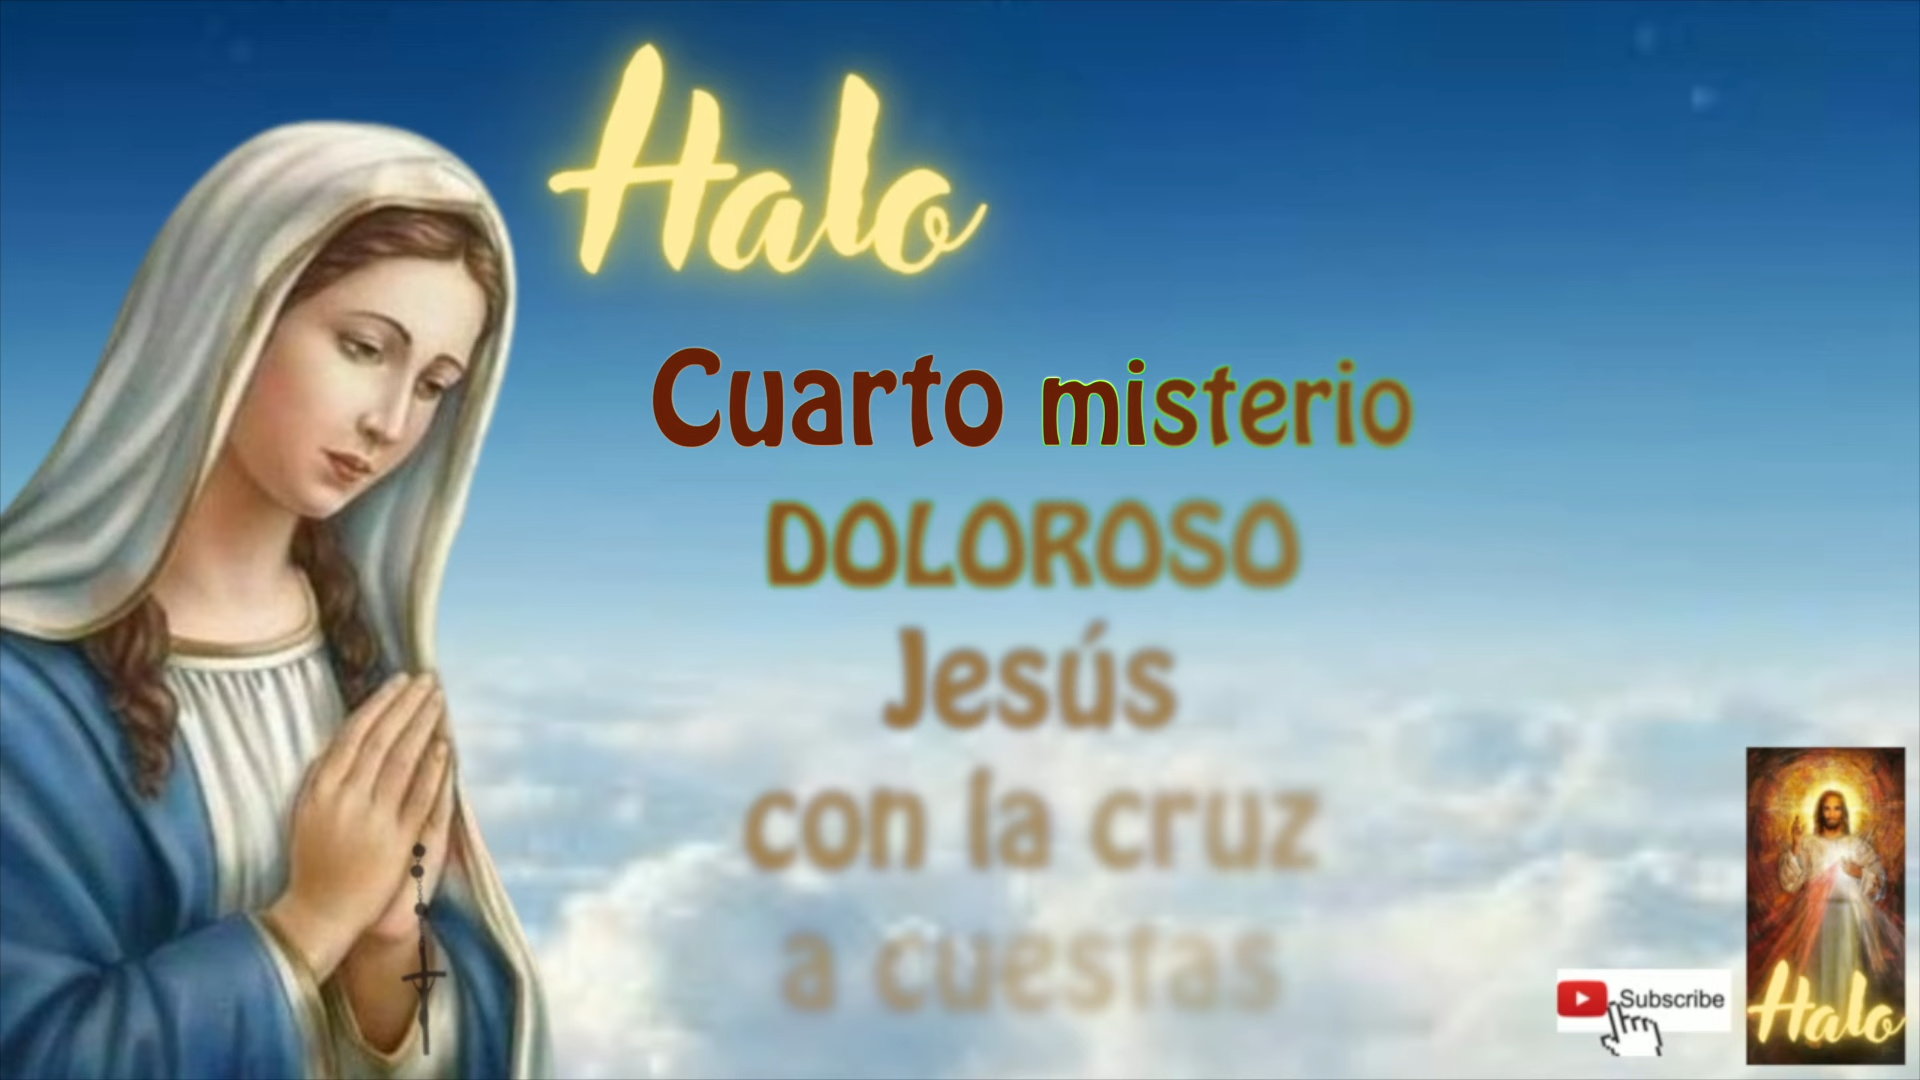 Halo
Cuarto misterio
DOLOROSO
Jesús
con la cruz
a cuestas
Subscribe
Halo